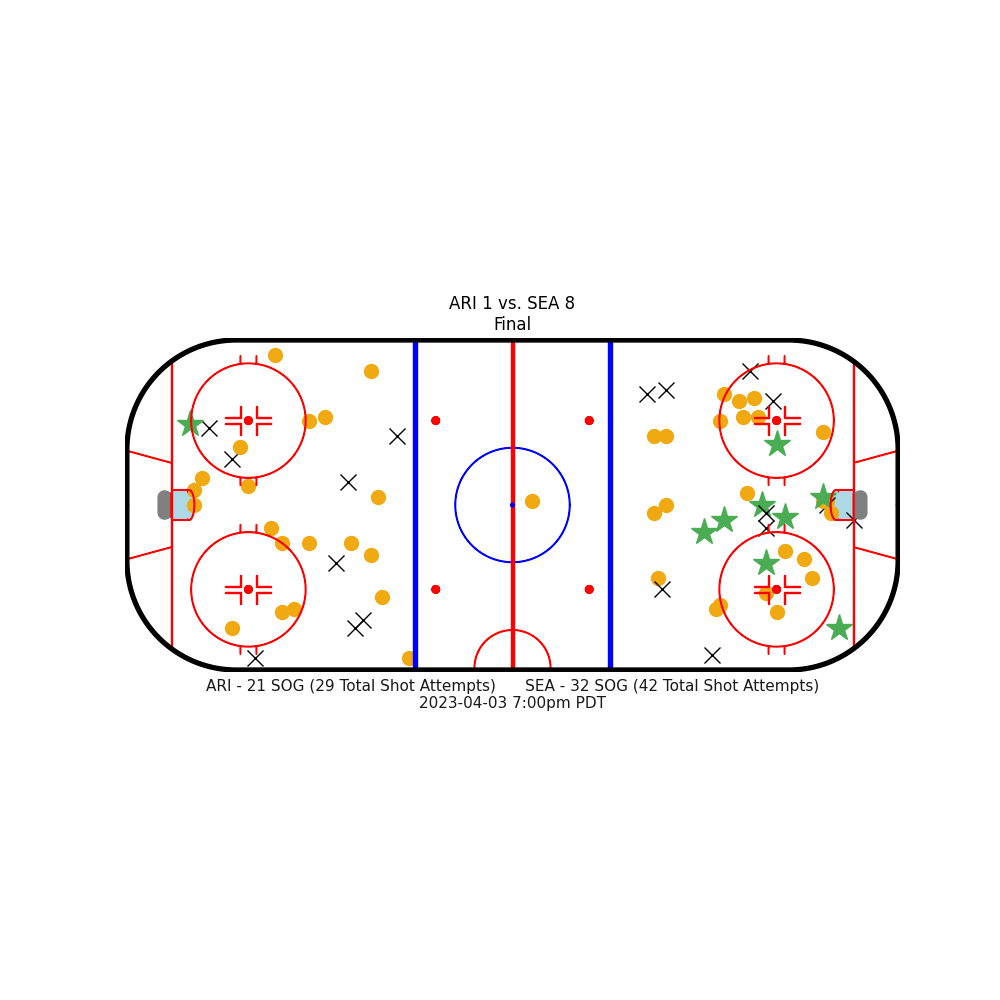 ARI 1 vs. SEA 8
Final
ARI - 21 SOG (29 Total Shot Attempts) SEA - 32 SOG (42 Total Shot Attempts)
2023-04-03 7:00pm PDT